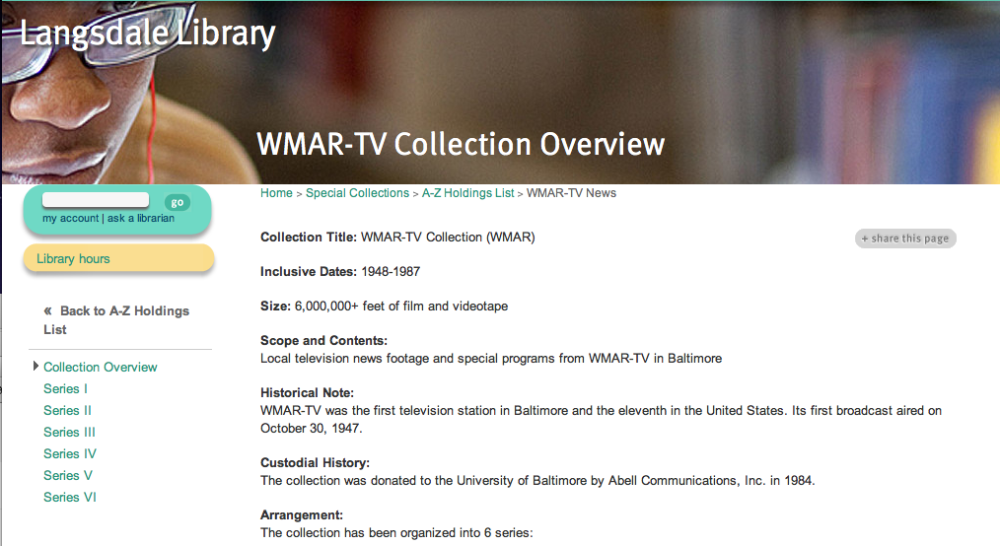 Langsdale Library
WMAR-TV Collection Overview
go
my account | ask a librarian
Library hours
« Back to A-Z Holdings
List
Collection Overview
Series I
Series II
Series III
Series IV
Series V
Series VI
Home > Special Collections > A-Z Holdings List > WMAR-TV News
+ share this page
Collection Title: WMAR-TV Collection (WMAR)
Inclusive Dates: 1948-1987
Size: 6,000,000+ feet of film and videotape
Scope and Contents:
Local television news footage and special programs from WMAR-TV in Baltimore
Historical Note:
WMAR-TV was the first television station in Baltimore and the eleventh in the United States. Its first broadcast aired on
October 30, 1947.
Custodial History:
The collection was donated to the University of Baltimore by Abell Communications, Inc. in 1984.
Arrangement:
The collection has been organized into 6 series: